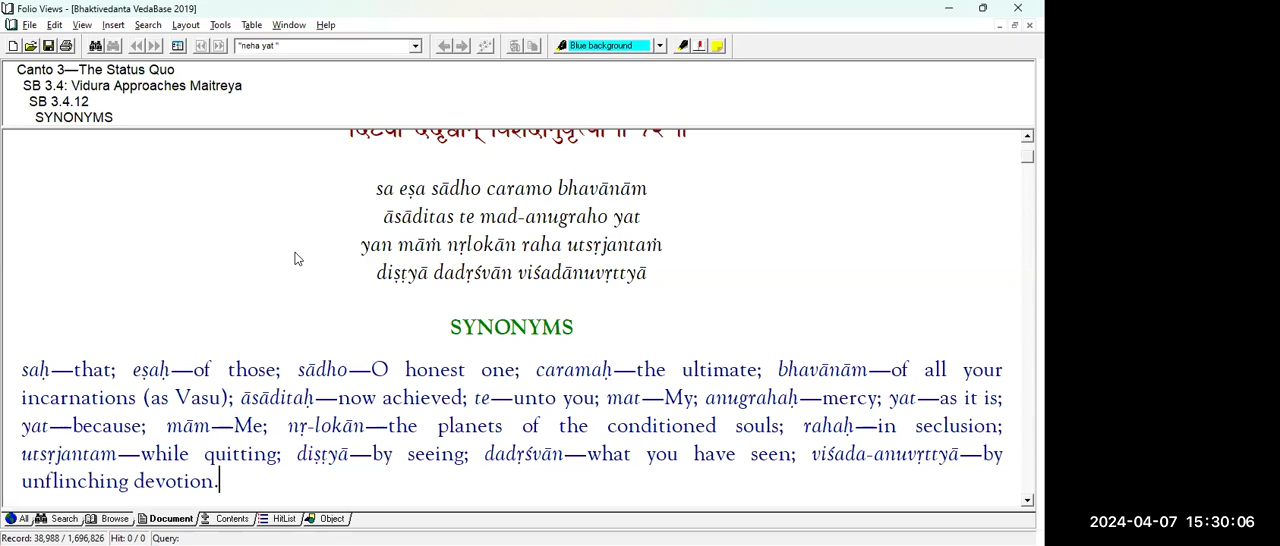 Folio Views - [Bhaktivedanta VedaBase 2019]
File Edit View Insert Search Layout Tools Table Window Help
"neha yat "
Blue background
Canto 3—The Status Quo
SB 3.4: Vidura Approaches Maitreya
SB 3.4.12
SYNONYMS
sa eṣa sādho caramo bhavānām
āsāditas te mad-anugraho yat
yan māṁ nṛlokān raha utsṛjantaṁ
diṣṭyā dadṛśvān viśadānuvṛttyā
SYNONYMS
saḥ—that; eṣaḥ—of those; sādho—O honest one; caramaḥ—the ultimate; bhavānām—of all your
incarnations (as Vasu); āsāditaḥ—now achieved; te—unto you; mat—My; anugrahaḥ—mercy; yat—as it is;
yat—because; mām—Me; nṛ-lokān—the planets of the conditioned souls; rahaḥ—in seclusion;
utsṛjantam—while quitting; diṣṭyā—by seeing; dadṛśvān—what you have seen; viśada-anuvṛttyā—by
unflinching devotion.
All Search Browse Document Contents HitList Object
Record: 38,988 / 1,696,826 Hit: 0 / 0 Query:
2024-04-07 15:30:06